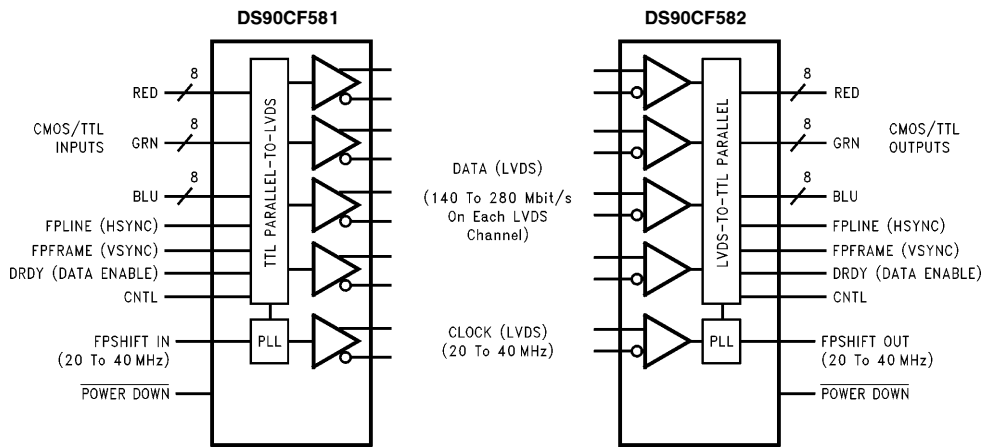 DS90CF581
DS90CF582
8
RED
CMOS/TTL
INPUTS
8
GRN
8
BLU
FPLINE (HSYNC)
FPFRAME (VSYNC)
DRDY (DATA ENABLE)
CNTL
FPSHIFT IN
(20 To 40 MHz)
POWER DOWN
TTL PARALLEL-TO-LVDS
PLL
DATA (LVDS)
(140 To 280 Mbit/s
On Each LVDS
Channel)
CLOCK (LVDS)
(20 To 40 MHz)
LVDS-TO-TTL PARALLEL
PLL
8
RED
8
GRN
CMOS/TTL
OUTPUTS
8
BLU
FPLINE (HSYNC)
FPFRAME (VSYNC)
DRDY (DATA ENABLE)
CNTL
FPSHIFT OUT
(20 To 40 MHz)
POWER DOWN